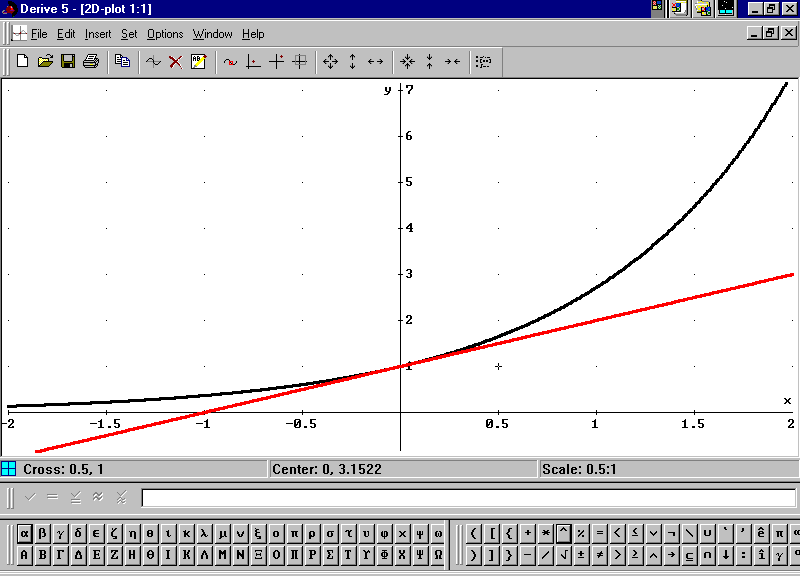 Derive 5 - [2D-plot 1:1]
File Edit Insert Set Options Window Help
y 7
6
5
4
3
2
1
x
-2 -1.5 -1 -0.5 0.5 1 1.5 2
Cross: 0.5, 1 Center: 0, 3.1522 Scale: 0.5:1
α β γ δ ε ζ η θ ι κ λ μ ν ξ ο π ρ σ τ υ φ χ ψ ω ( [ { + * ^ % = < ≤ ∨ ¬ \ ∪ ` ' ê π
Α Β Γ Δ Ε Ζ Η Θ Ι Κ Λ Μ Ν Ξ Ο Π Ρ Σ Τ Υ Φ Χ Ψ Ω ) ] } - / √ ± ≠ > ≥ ∧ → ⊆ ∩ ↓ : î γ